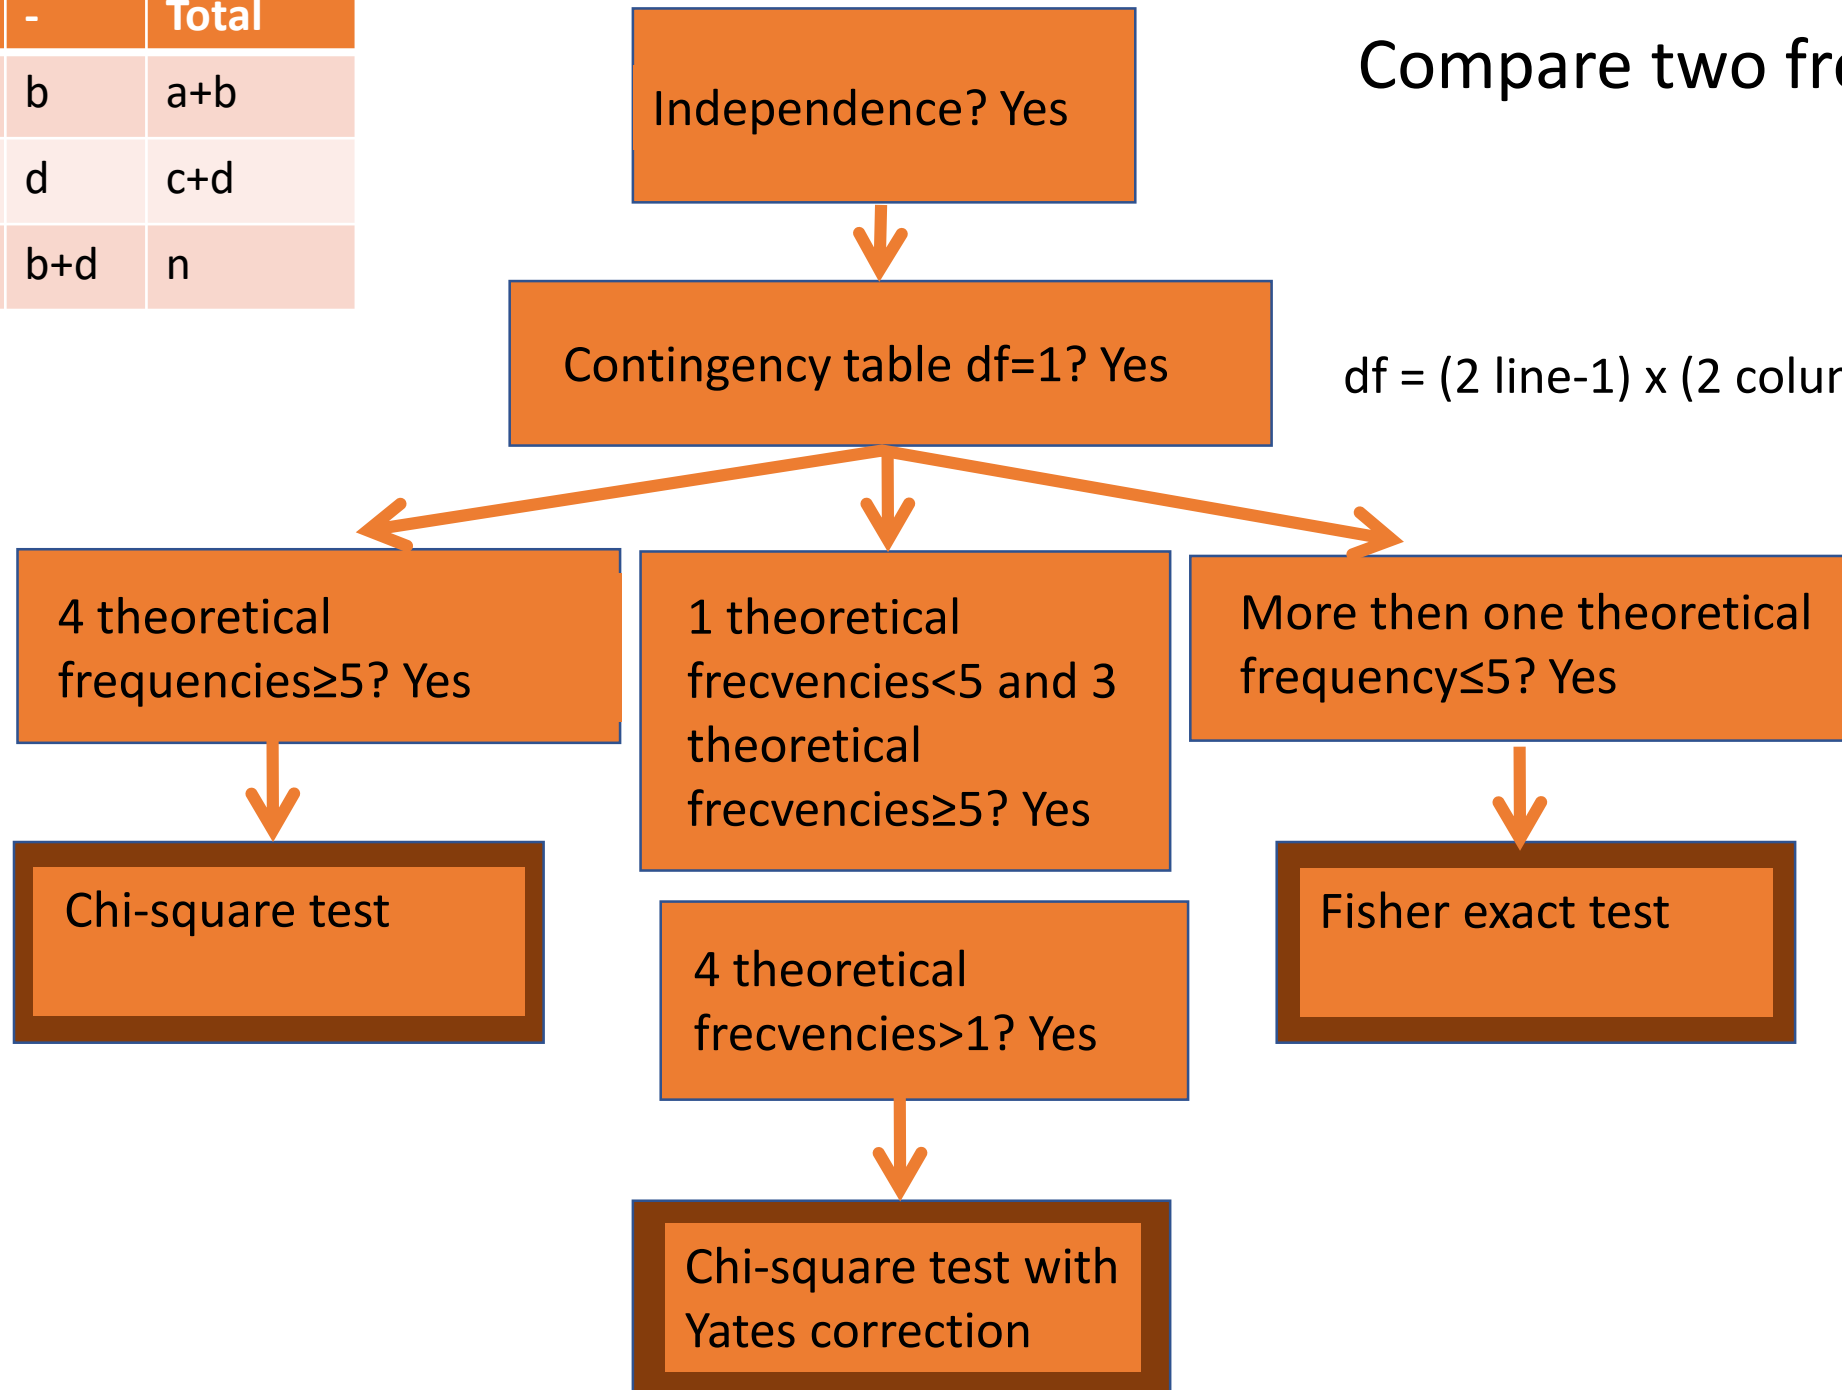 - Total
b a+b
d c+d
b+d n
Independence? Yes
Compare two
Contingency table df=1? Yes
df = (2 line-1) x (2
4 theoretical
frequencies≥5? Yes
1 theoretical
frecvencies<5 and 3
theoretical
frecvencies≥5? Yes
More then one theoretical
frequency≤5? Yes
Chi-square test
4 theoretical
frecvencies>1? Yes
Fisher exact test
Chi-square test with
Yates correction